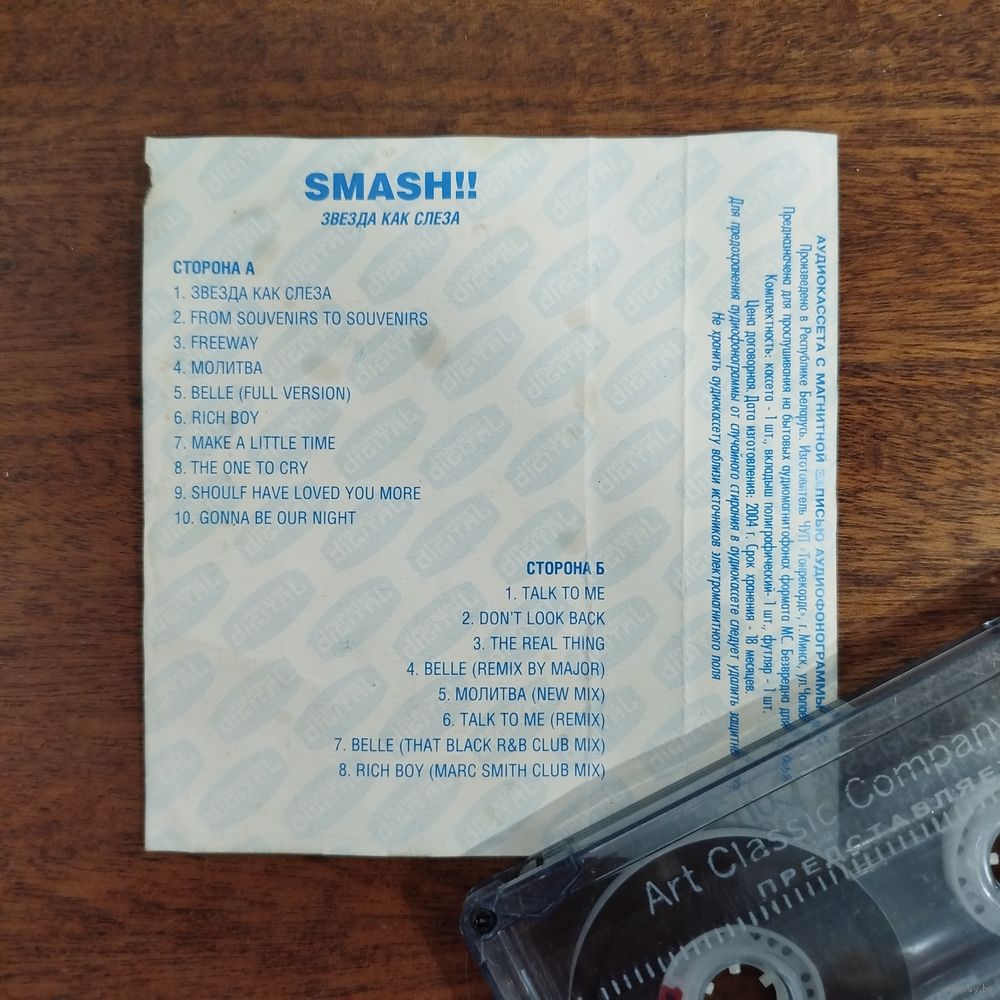 SMASH!!
ЗВЕЗДА КАК СЛЕЗА
СТОРОНА А
1. ЗВЕЗДА КАК СЛЕЗА
2. FROM SOUVENIRS TO SOUVENIRS
3. FREEWAY
4. МОЛИТВА
5. BELLE (FULL VERSION)
6. RICH BOY
7. MAKE A LITTLE TIME
8. THE ONE TO CRY
9. SHOULF HAVE LOVED YOU MORE
10. GONNA BE OUR NIGHT
СТОРОНА Б
1. TALK TO ME
2. DON'T LOOK BACK
3. THE REAL THING
4. BELLE (REMIX BY MAJOR)
5. МОЛИТВА (NEW MIX)
6. TALK TO ME (REMIX)
7. BELLE (THAT BLACK R&B CLUB MIX)
8. RICH BOY (MARC SMITH CLUB MIX)
АУДИОКАССЕТА С МАГНИТНОЙ ЗАПИСЬЮ АУДИОФОНОГРАММЫ
Произведено в Республике Беларусь. Изготовитель ЧУП «Тонрекордс», г. Минск, ул.
Предназначена для прослушивания на бытовых аудиомагнитофонах формата МС. Безвредна для
Комплектность: кассета - 1 шт., вкладыш полиграфический- 1 шт., футляр - 1 шт.
Цена договорная. Дата изготовления: 2004 г. Срок хранения - 18 месяцев.
Для предохранения аудиофонограммы от случайного стирания в аудиокассете следует удалить
Не хранить аудиокассету вблизи источников электромагнитного поля
Art Classic Company